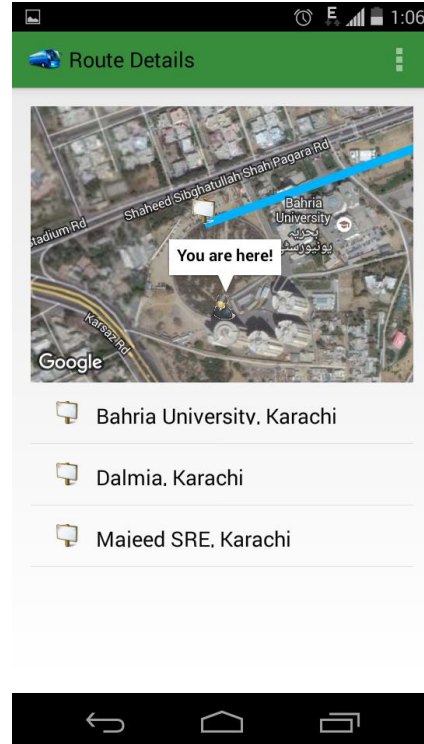 E 1:06
Route Details
Shaheed Sibghatullah Shah Pagara Rd
Stadium Rd
Bahria
University
بحریہ
یونیورسٹی
You are here!
Karsaz Rd
Google
Bahria University, Karachi
Dalmia, Karachi
Majeed SRE, Karachi